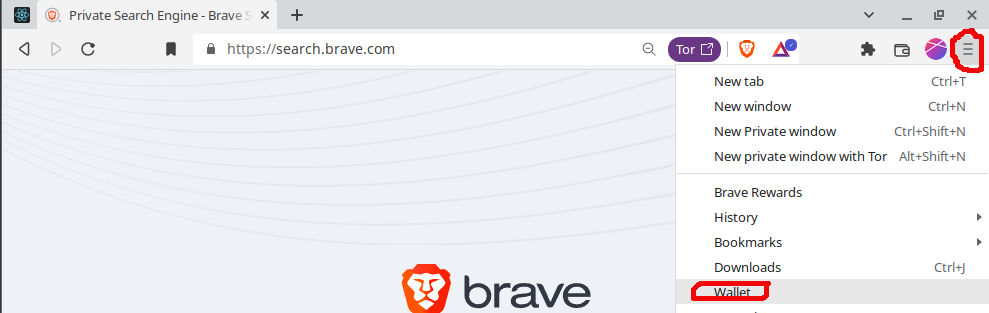 Private Search Engine - Brave S
https://search.brave.com
Tor
New tab Ctrl+T
New window Ctrl+N
New Private window Ctrl+Shift+N
New private window with Tor Alt+Shift+N
Brave Rewards
History
Bookmarks
Downloads Ctrl+J
Wallet
brave